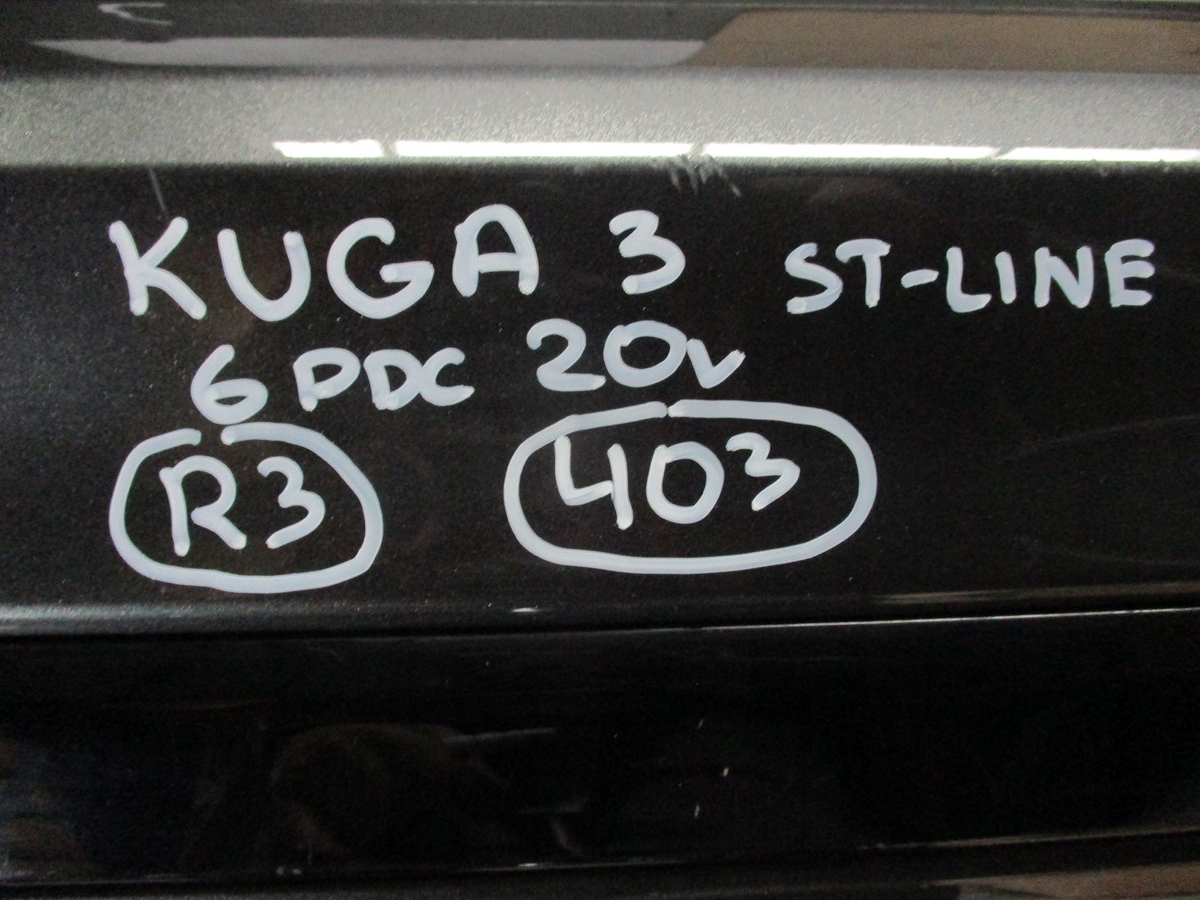 KUGA 3 ST-LINE
6 PDC 20v
R3 403